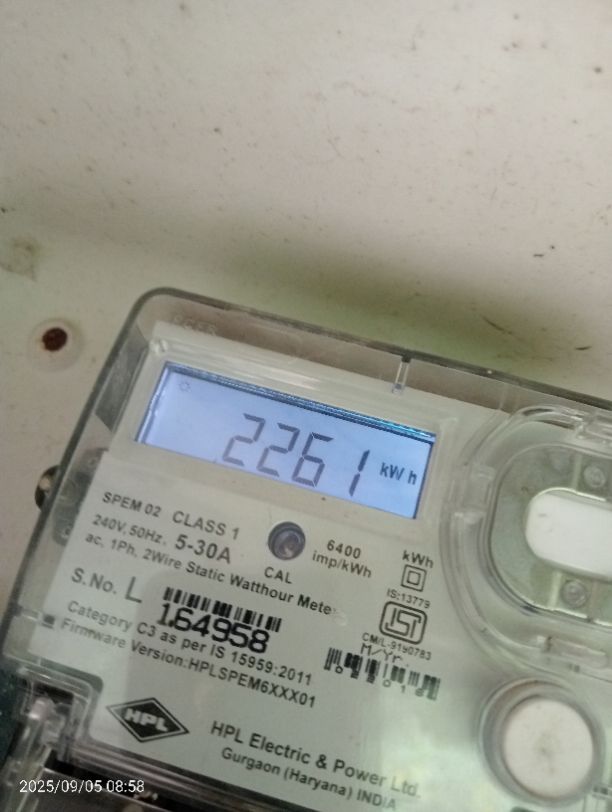 2261 kWh
SPEM 02 CLASS 1
240V, 50Hz, 5-30A
ac, 1Ph, 2Wire Static Watthour Mete
CAL
6400
imp/kWh
kWh
IS:13779
ISI
CM/L-9190783
M/Yr.
S.No. L 164958
Category C3 as per IS 15959:2011
Firmware Version:HPLSPEM6XXX01
HPL
HPL Electric & Power Ltd.
Gurgaon (Haryana) INDIA
2025/09/05 08:58